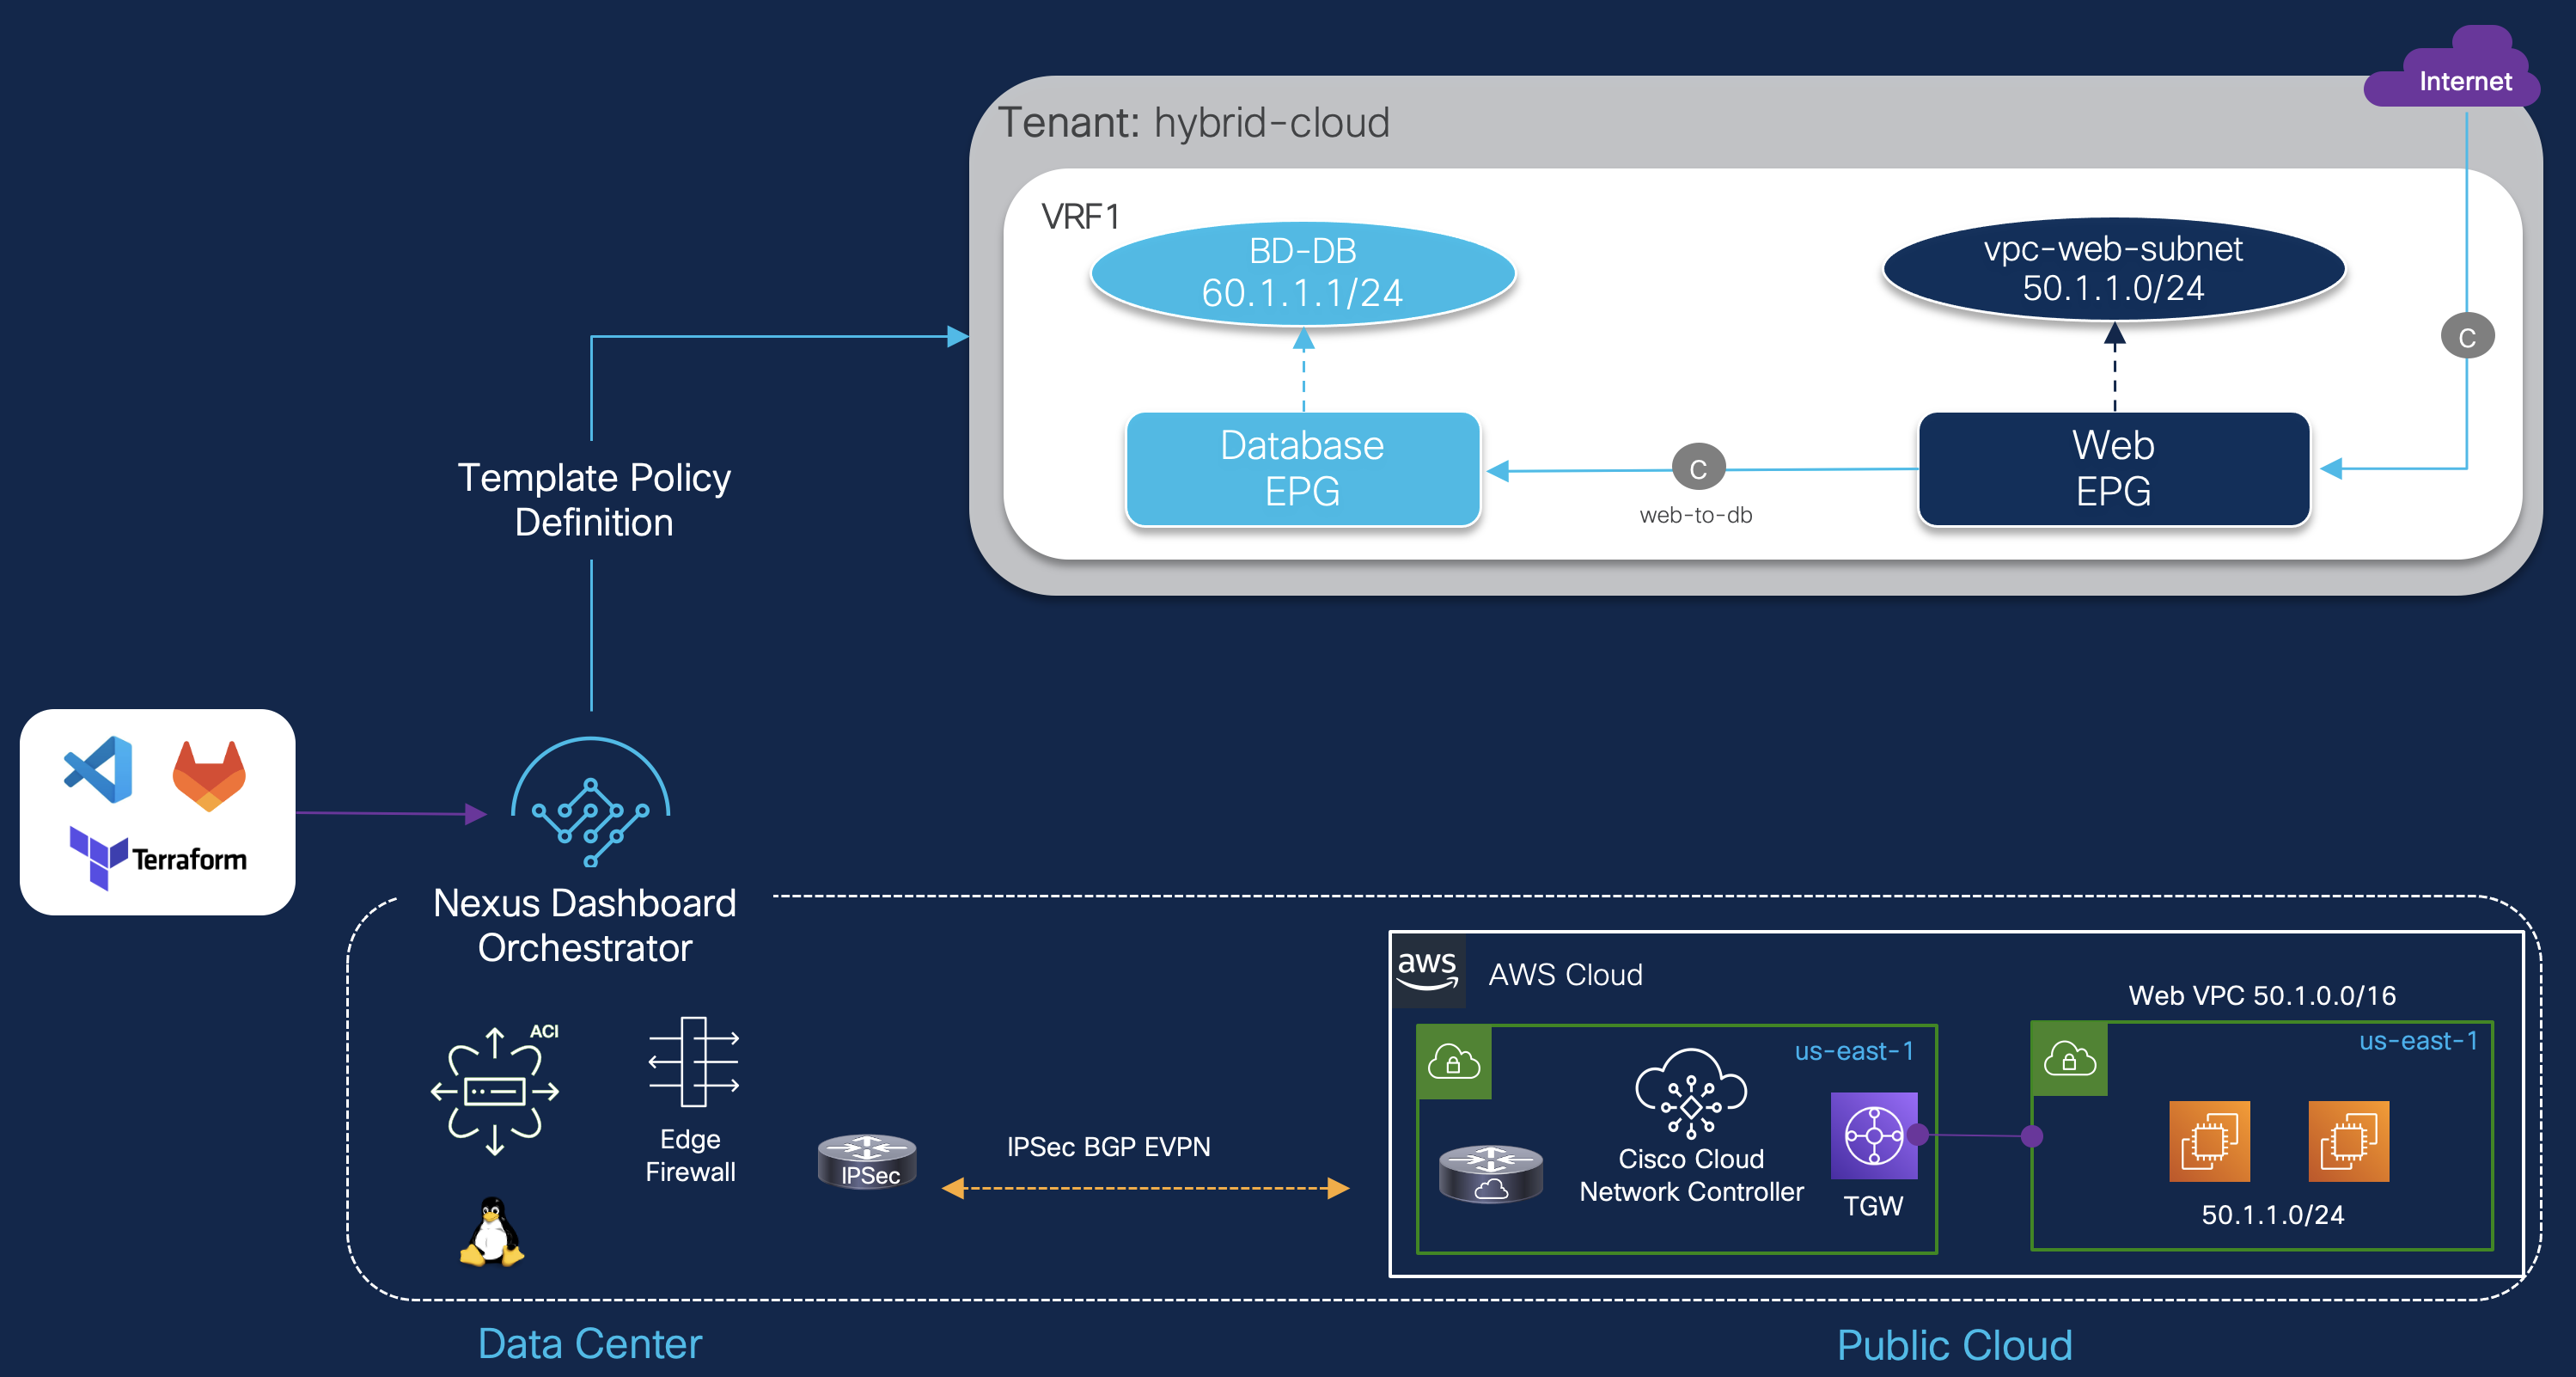 Internet
Tenant: hybrid-cloud
VRF1
BD-DB
60.1.1.1/24
vpc-web-subnet
50.1.1.0/24
C
Database
EPG
C
web-to-db
Web
EPG
Template Policy
Definition
Terraform
Nexus Dashboard
Orchestrator
aws
AWS Cloud
Web VPC 50.1.0.0/16
ACI
us-east-1
us-east-1
Edge
Firewall
IPSec
IPSec BGP EVPN
Cisco Cloud
Network Controller
TGW
50.1.1.0/24
Data Center
Public Cloud